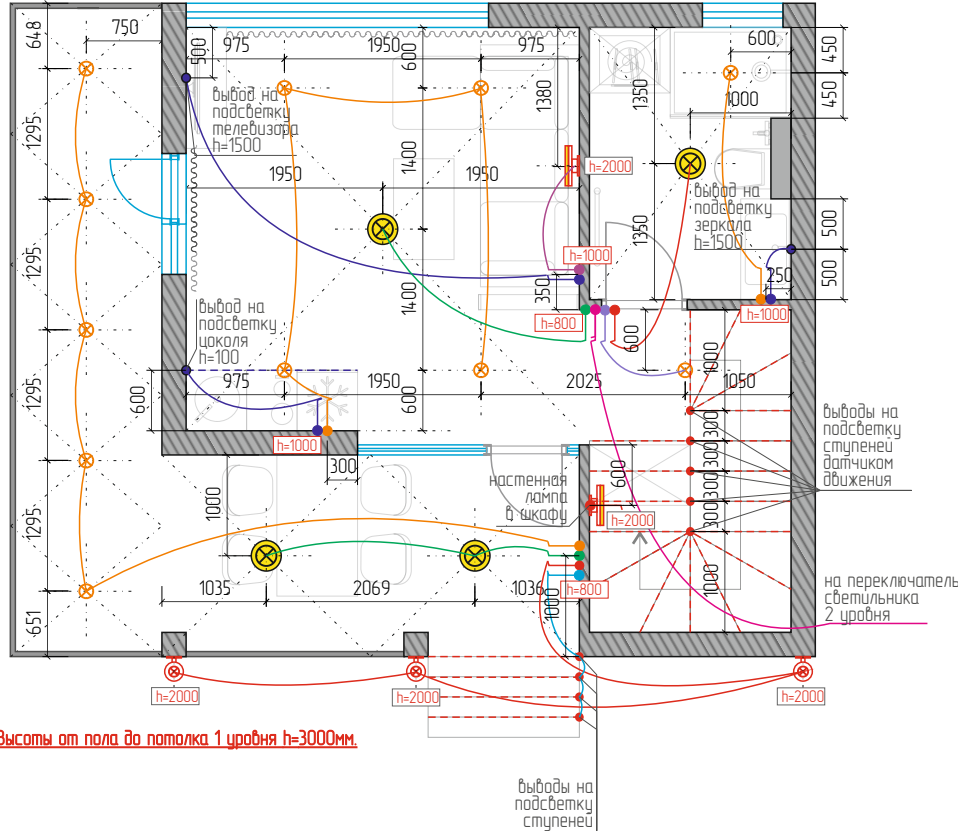 750
600
648
975
1950
975
600
500
1380
1350
1000
450
450
вывод на
подсветку
телевизора
h=1500
1295
1400
h=2000
1950
1950
вывод на
подсветку
зеркала
h=1500
1350
500
500
250
h=1000
1295
h=1000
350
h=800
1400
600
1000
вывод на
подсветку
цоколя
h=100
975
1950
2025
1050
600
600
1295
300
300
300
300
1000
h=1000
300
выводы на
подсветку
ступеней
датчиком
движения
настенная
лампа
в шкафу
600
h=2000
1000
1295
1035
2069
1036
h=800
1000
на переключатель
светильника
2 уровня
651
h=2000
h=2000
h=2000
Высоты от пола до потолка 1 уровня h=3000мм.
выводы на
подсветку
ступеней